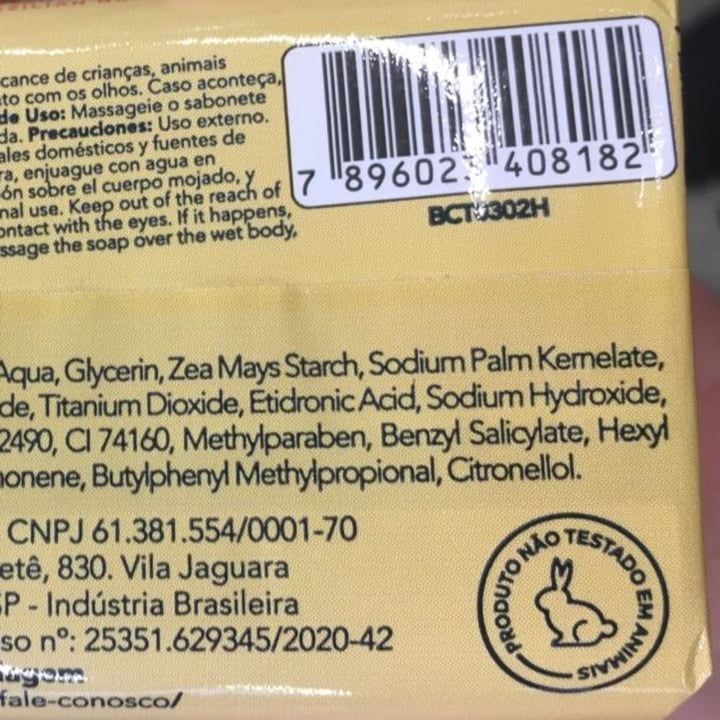 cance de crianças, animais
to com os olhos. Caso aconteça,
de Uso: Massageie o sabonete
da. Precauciones: Uso externo.
ales domésticos y fuentes de
ra, enjuague con agua en
ón sobre el cuerpo mojado, y
nal use. Keep out of the reach of
ontact with the eyes. If it happens,
ssage the soap over the wet body,
7 896023 408182
BCT0302H
Aqua, Glycerin, Zea Mays Starch, Sodium Palm Kernelate,
de, Titanium Dioxide, Etidronic Acid, Sodium Hydroxide,
2490, CI 74160, Methylparaben, Benzyl Salicylate, Hexyl
onene, Butylphenyl Methylpropional, Citronellol.
CNPJ 61.381.554/0001-70
etê, 830. Vila Jaguara
SP - Indústria Brasileira
so nº: 25351.629345/2020-42
fale-conosco/
PRODUTO NÃO TESTADO EM ANIMAIS